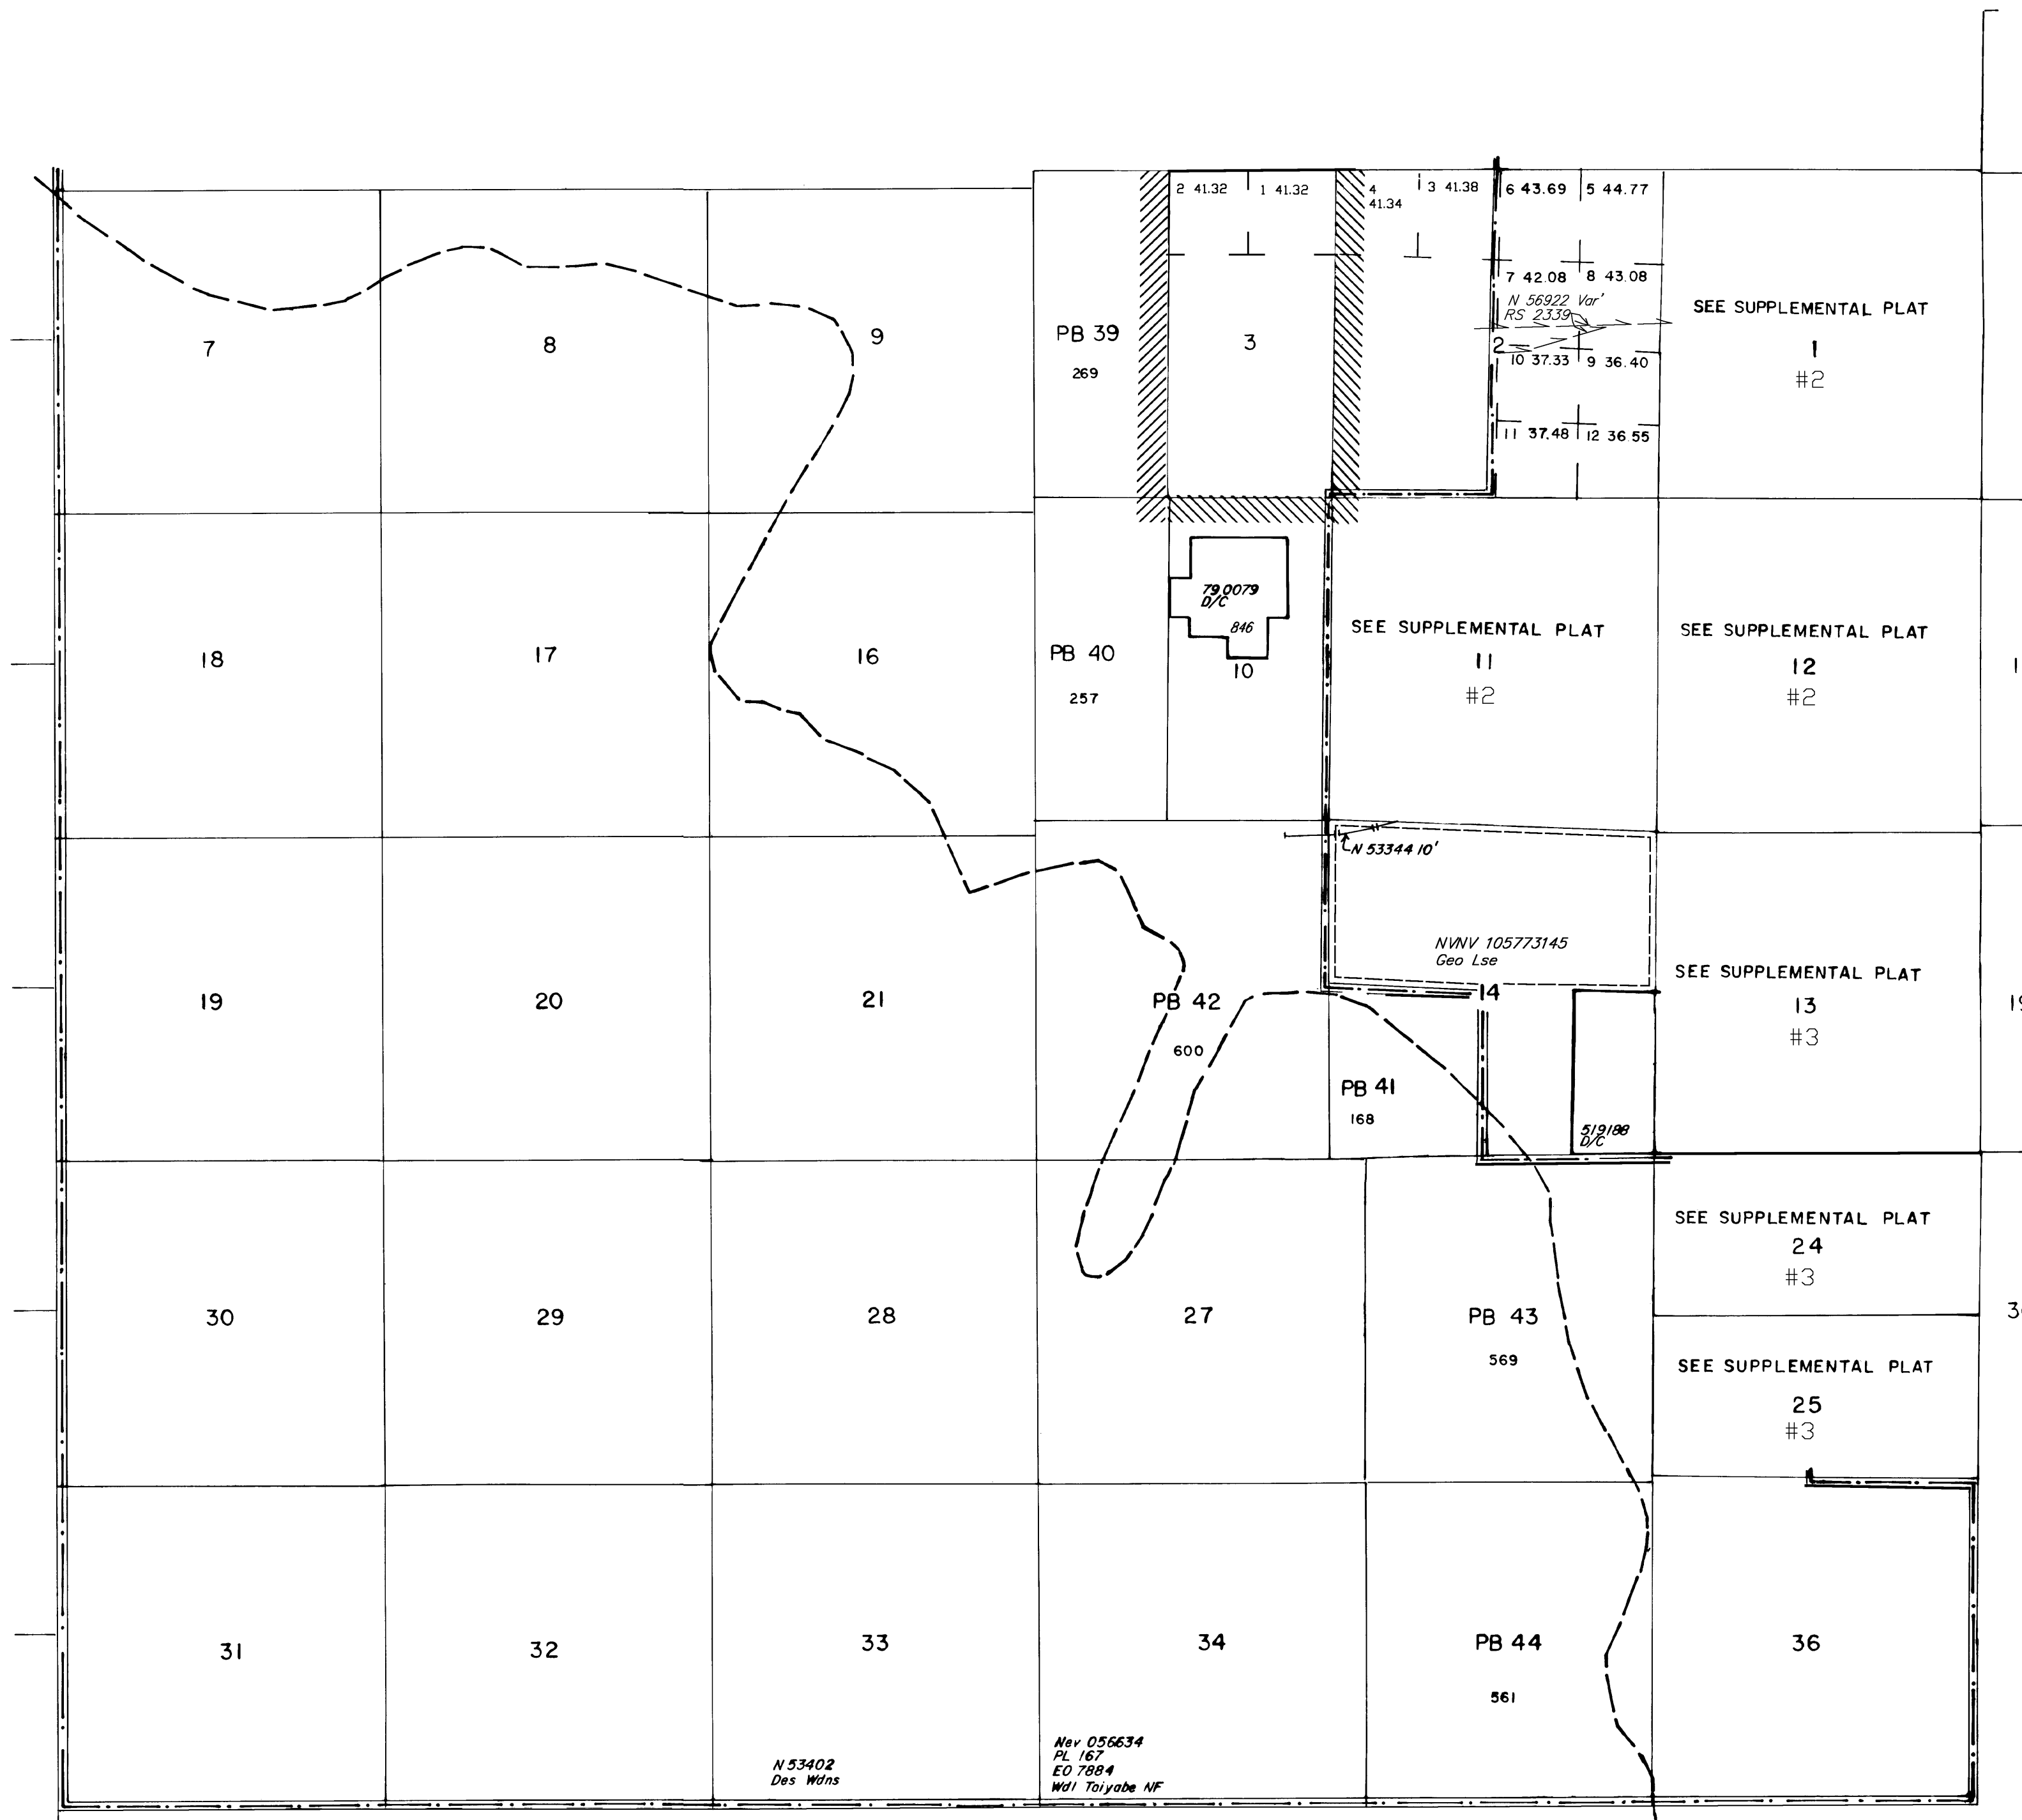 2 41.32
1 41.32
4
41.34
3 41.38
6 43.69
5 44.77
7 42.08
8 43.08
N 56922 Var'
RS 2339
2
10 37.33
9 36.40
11 37.48
12 36.55
SEE SUPPLEMENTAL PLAT
1
#2
7
8
9
PB 39
269
3
18
17
16
PB 40
257
79.0079
D/C
846
10
SEE SUPPLEMENTAL PLAT
11
#2
SEE SUPPLEMENTAL PLAT
12
#2
N 53344 10'
NVNV 105773145
Geo Lse
14
19
20
21
PB 42
600
PB 41
168
519188
D/C
SEE SUPPLEMENTAL PLAT
13
#3
SEE SUPPLEMENTAL PLAT
24
#3
30
29
28
27
PB 43
569
SEE SUPPLEMENTAL PLAT
25
#3
31
32
33
34
PB 44
561
36
N 53402
Des Wdns
Nev 056634
PL 167
EO 7884
Wdl Toiyabe NF